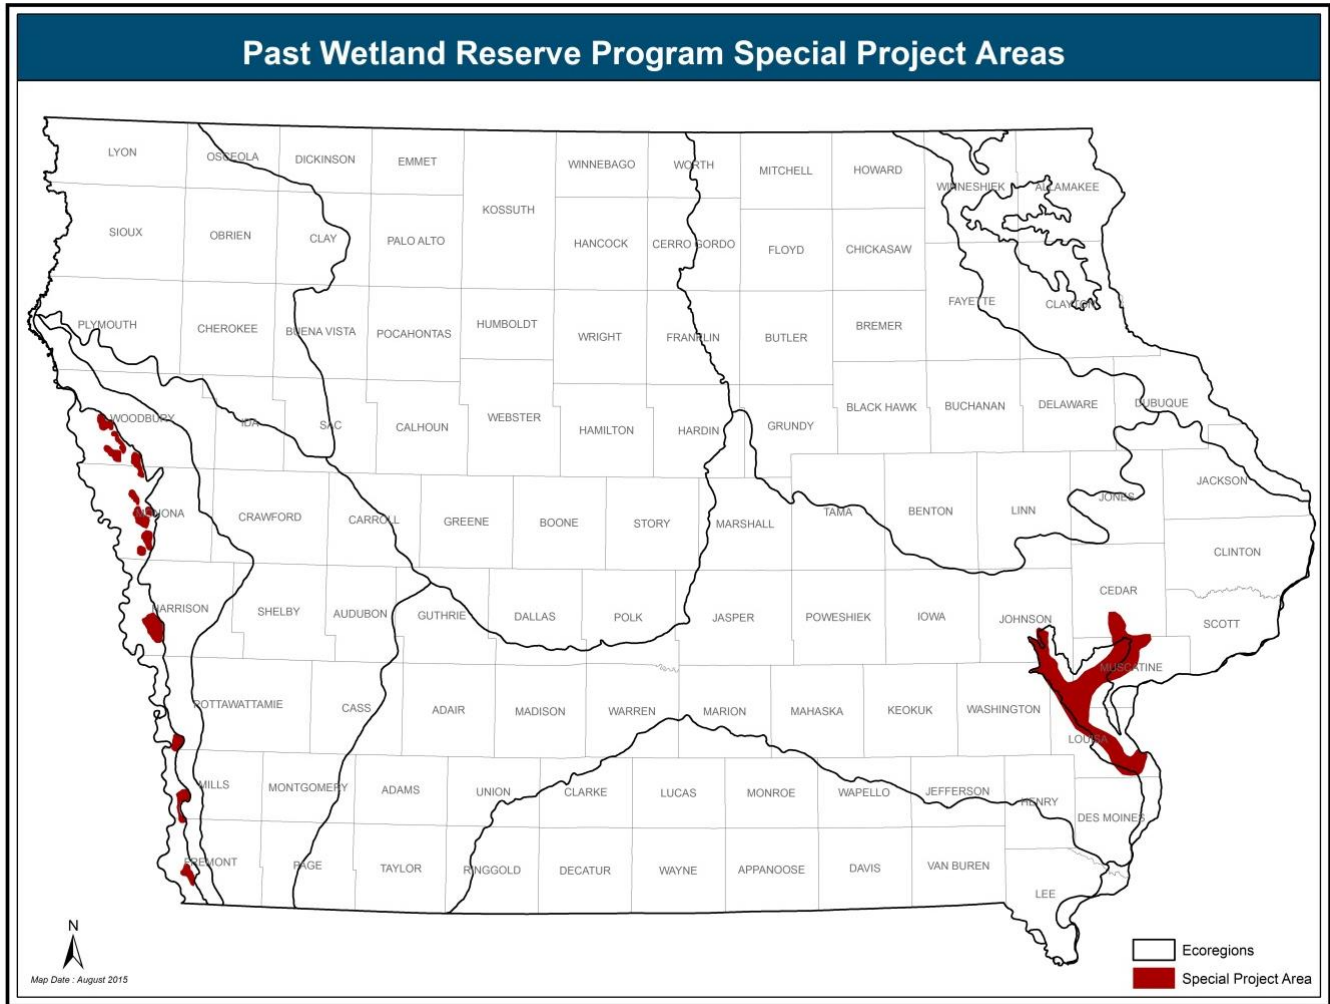 Past Wetland Reserve Program Special Project Areas
LYON
OSCEOLA
DICKINSON
EMMET
WINNEBAGO
WORTH
MITCHELL
HOWARD
WINNESHIEK
ALLAMAKEE
KOSSUTH
SIOUX
OBRIEN
CLAY
PALO ALTO
HANCOCK
CERRO GORDO
FLOYD
CHICKASAW
FAYETTE
CLAYTON
PLYMOUTH
CHEROKEE
BUENA VISTA
POCAHONTAS
HUMBOLDT
WRIGHT
FRANKLIN
BUTLER
BREMER
WOODBURY
IDA
SAC
CALHOUN
WEBSTER
HAMILTON
HARDIN
GRUNDY
BLACK HAWK
BUCHANAN
DELAWARE
DUBUQUE
MONONA
CRAWFORD
CARROLL
GREENE
BOONE
STORY
MARSHALL
TAMA
BENTON
LINN
JONES
JACKSON
CLINTON
CEDAR
HARRISON
SHELBY
AUDUBON
GUTHRIE
DALLAS
POLK
JASPER
POWESHIEK
IOWA
JOHNSON
SCOTT
MUSCATINE
POTTAWATTAMIE
CASS
ADAIR
MADISON
WARREN
MARION
MAHASKA
KEOKUK
WASHINGTON
LOUISA
MILLS
MONTGOMERY
ADAMS
UNION
CLARKE
LUCAS
MONROE
WAPELLO
JEFFERSON
HENRY
DES MOINES
FREMONT
PAGE
TAYLOR
RINGGOLD
DECATUR
WAYNE
APPANOOSE
DAVIS
VAN BUREN
LEE
N
Map Date : August 2015
Ecoregions
Special Project Area